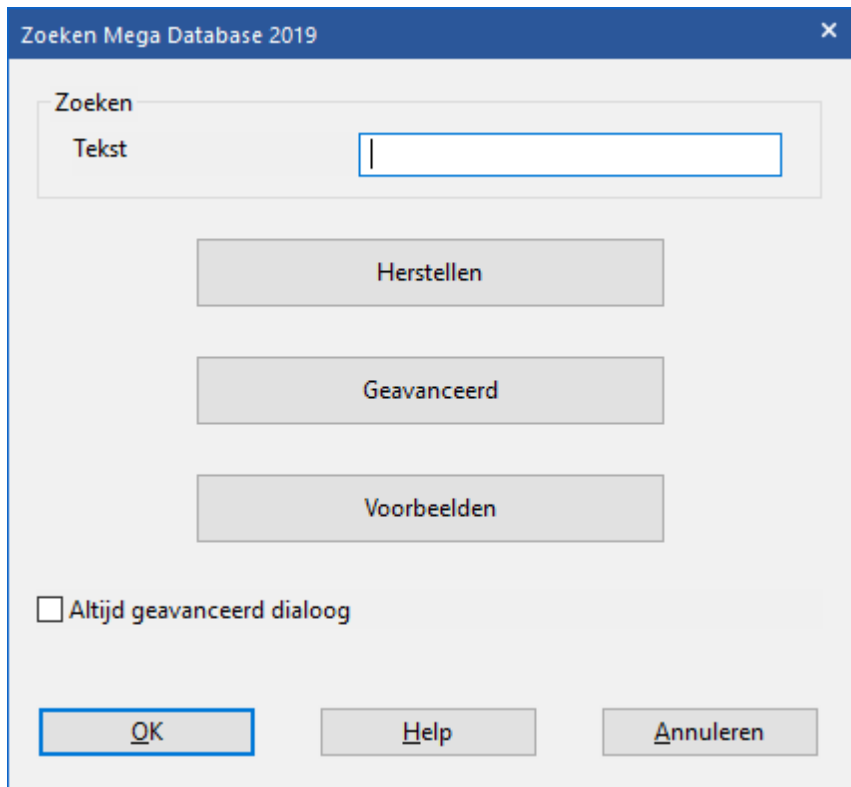 Zoeken Mega Database 2019
Zoeken
Tekst
Herstellen
Geavanceerd
Voorbeelden
Altijd geavanceerd dialoog
OK Help Annuleren